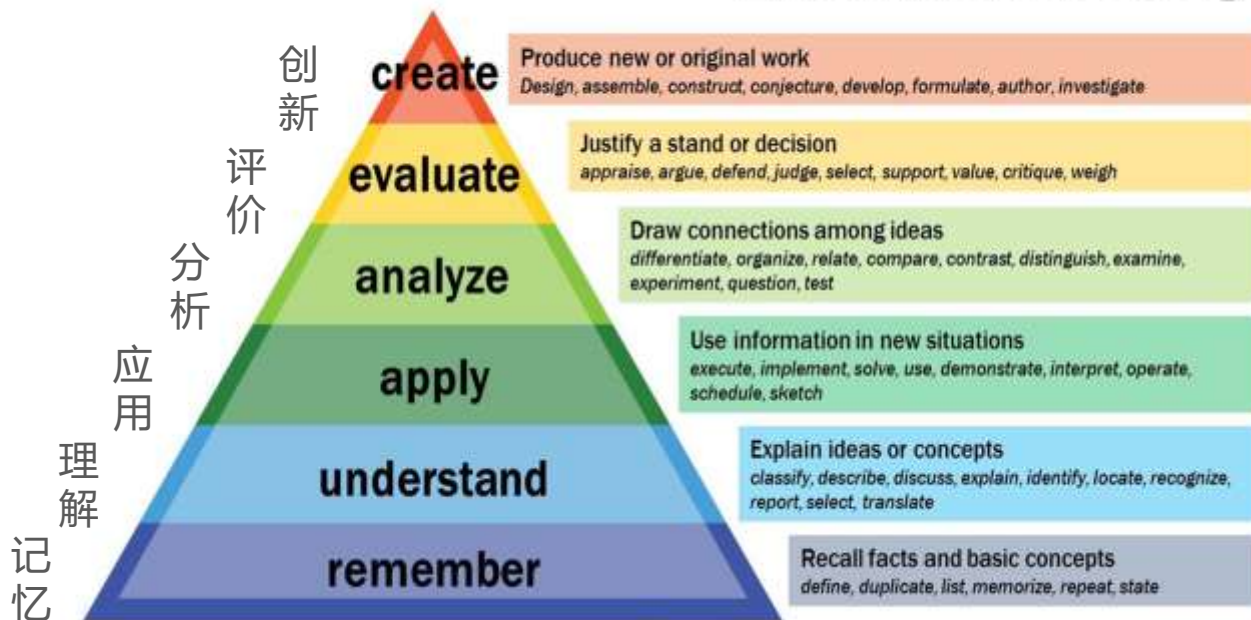 创新
create
Produce new or original work
Design, assemble, construct, conjecture, develop, formulate, author, investigate
评价
evaluate
Justify a stand or decision
appraise, argue, defend, judge, select, support, value, critique, weigh
分析
analyze
Draw connections among ideas
differentiate, organize, relate, compare, contrast, distinguish, examine,
experiment, question, test
应用
apply
Use information in new situations
execute, implement, solve, use, demonstrate, interpret, operate,
schedule, sketch
理解
understand
Explain ideas or concepts
classify, describe, discuss, explain, identify, locate, recognize,
report, select, translate
记忆
remember
Recall facts and basic concepts
define, duplicate, list, memorize, repeat, state